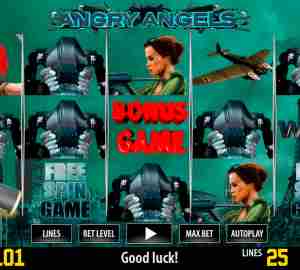 ANGRY ANGELS
BONUS
GAME
FREE
SPIN
GAME
LINES
BET LEVEL
MAX BET
AUTOPLAY
.01
Good luck!
LINES 25